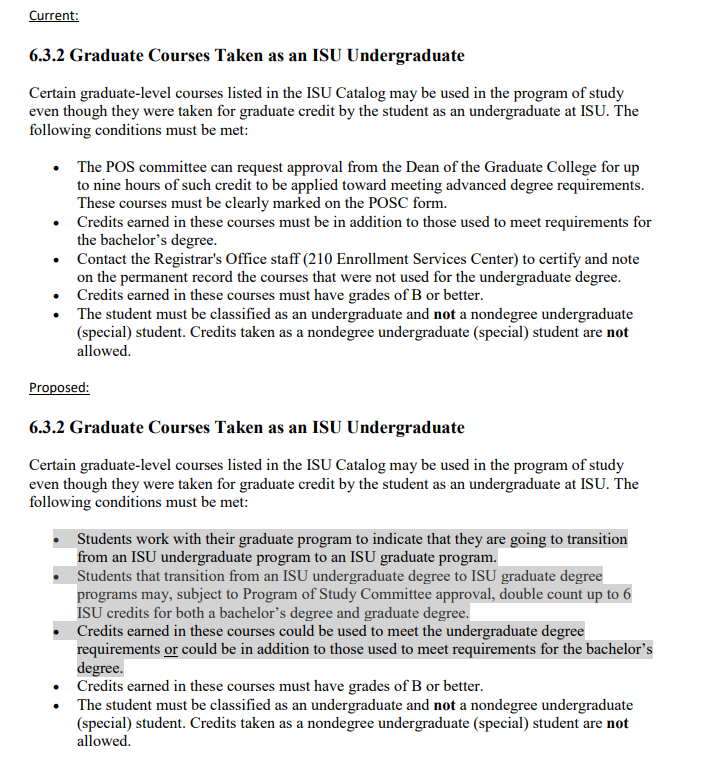 Current:
6.3.2 Graduate Courses Taken as an ISU Undergraduate
Certain graduate-level courses listed in the ISU Catalog may be used in the program of study
even though they were taken for graduate credit by the student as an undergraduate at ISU. The
following conditions must be met:
• The POS committee can request approval from the Dean of the Graduate College for up
to nine hours of such credit to be applied toward meeting advanced degree requirements.
These courses must be clearly marked on the POSC form.
• Credits earned in these courses must be in addition to those used to meet requirements for
the bachelor’s degree.
• Contact the Registrar's Office staff (210 Enrollment Services Center) to certify and note
on the permanent record the courses that were not used for the undergraduate degree.
• Credits earned in these courses must have grades of B or better.
• The student must be classified as an undergraduate and not a nondegree undergraduate
(special) student. Credits taken as a nondegree undergraduate (special) student are not
allowed.
Proposed:
6.3.2 Graduate Courses Taken as an ISU Undergraduate
Certain graduate-level courses listed in the ISU Catalog may be used in the program of study
even though they were taken for graduate credit by the student as an undergraduate at ISU. The
following conditions must be met:
• Students work with their graduate program to indicate that they are going to transition
from an ISU undergraduate program to an ISU graduate program.
• Students that transition from an ISU undergraduate degree to ISU graduate degree
programs may, subject to Program of Study Committee approval, double count up to 6
ISU credits for both a bachelor’s degree and graduate degree.
• Credits earned in these courses could be used to meet the undergraduate degree
requirements or could be in addition to those used to meet requirements for the bachelor’s
degree.
• Credits earned in these courses must have grades of B or better.
• The student must be classified as an undergraduate and not a nondegree undergraduate
(special) student. Credits taken as a nondegree undergraduate (special) student are not
allowed.